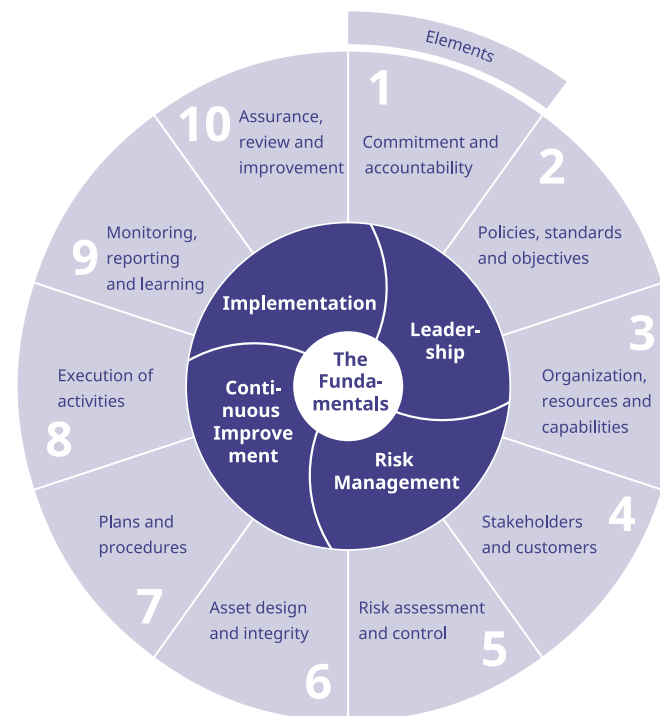 Elements
1
Commitment and
accountability
2
Policies, standards
and objectives
3
Organization,
resources and
capabilities
4
Stakeholders
and customers
5
Risk assessment
and control
6
Asset design
and integrity
7
Plans and
procedures
8
Execution of
activities
9
Monitoring,
reporting
and learning
10
Assurance,
review and
improvement
The
Funda-
mentals
Leader-
ship
Risk
Management
Conti-
nuous
Improve
ment
Implementation